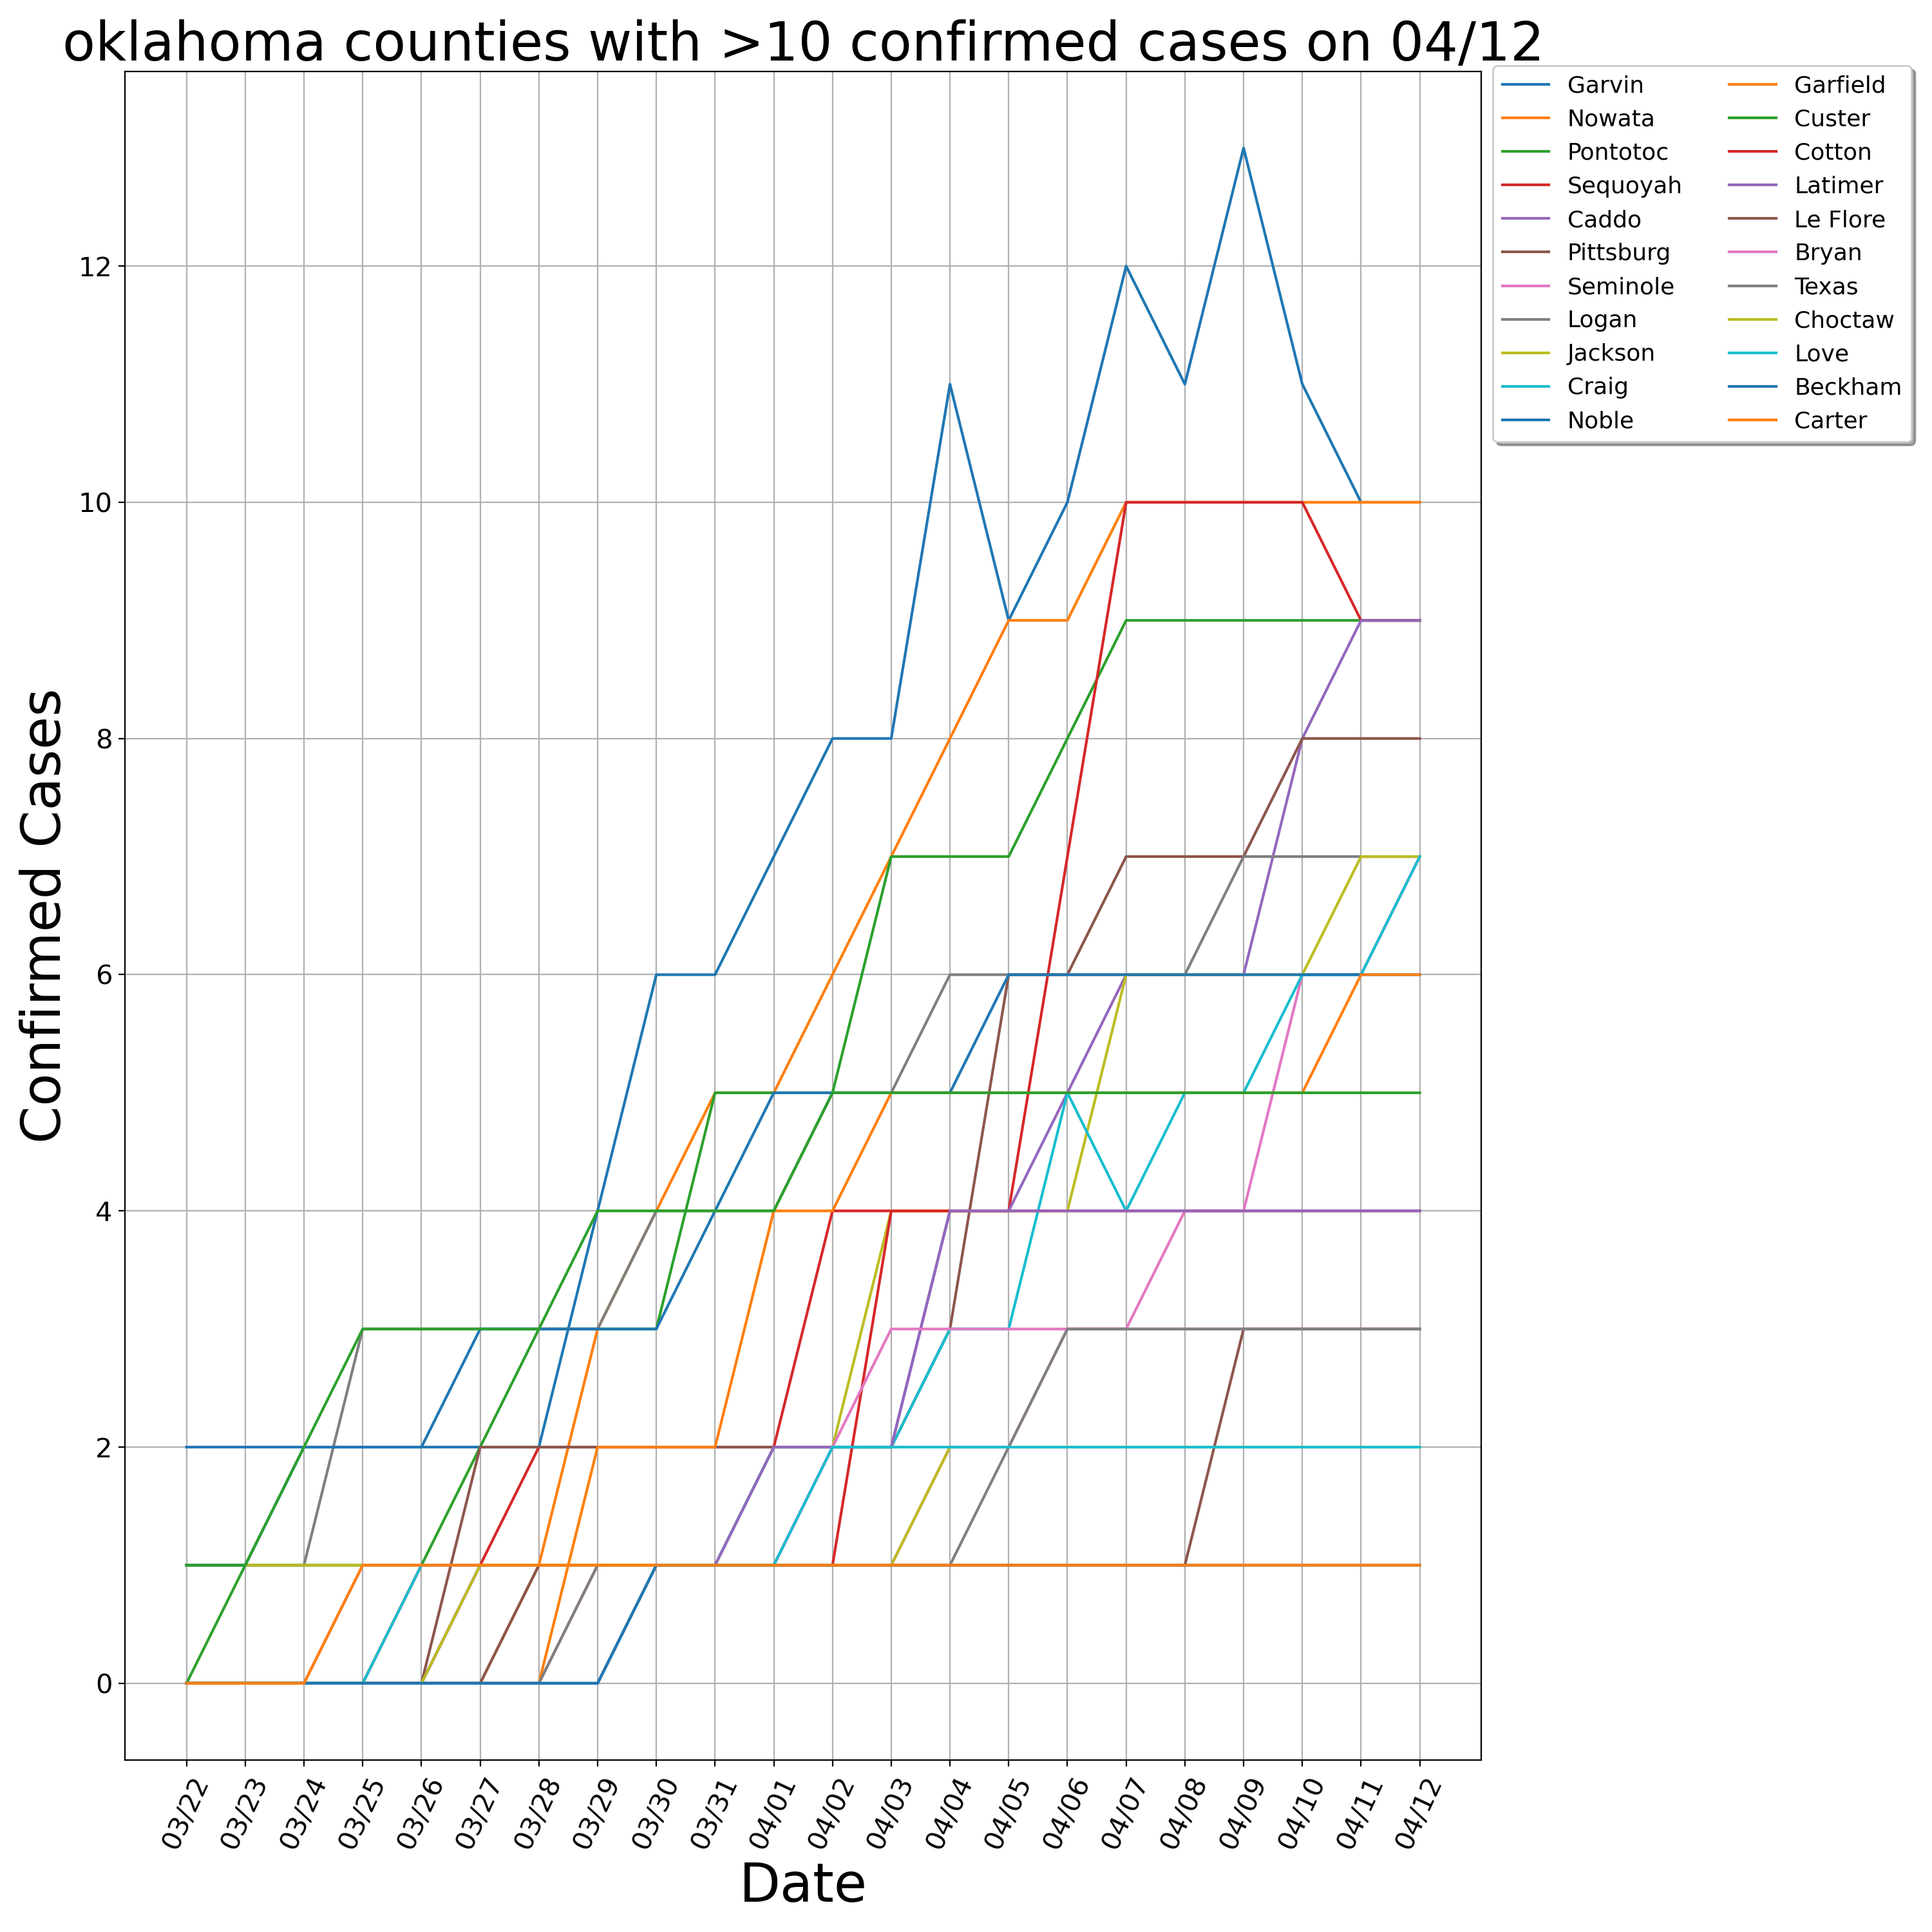 oklahoma counties with >10 confirmed cases on 04/12
Garvin
Nowata
Pontotoc
Sequoyah
Caddo
Pittsburg
Seminole
Logan
Jackson
Craig
Noble
Garfield
Custer
Cotton
Latimer
Le Flore
Bryan
Texas
Choctaw
Love
Beckham
Carter
Confirmed Cases
12
10
8
6
4
2
0
03/22
03/23
03/24
03/25
03/26
03/27
03/28
03/29
03/30
03/31
04/01
04/02
04/03
04/04
04/05
04/06
04/07
04/08
04/09
04/10
04/11
04/12
Date